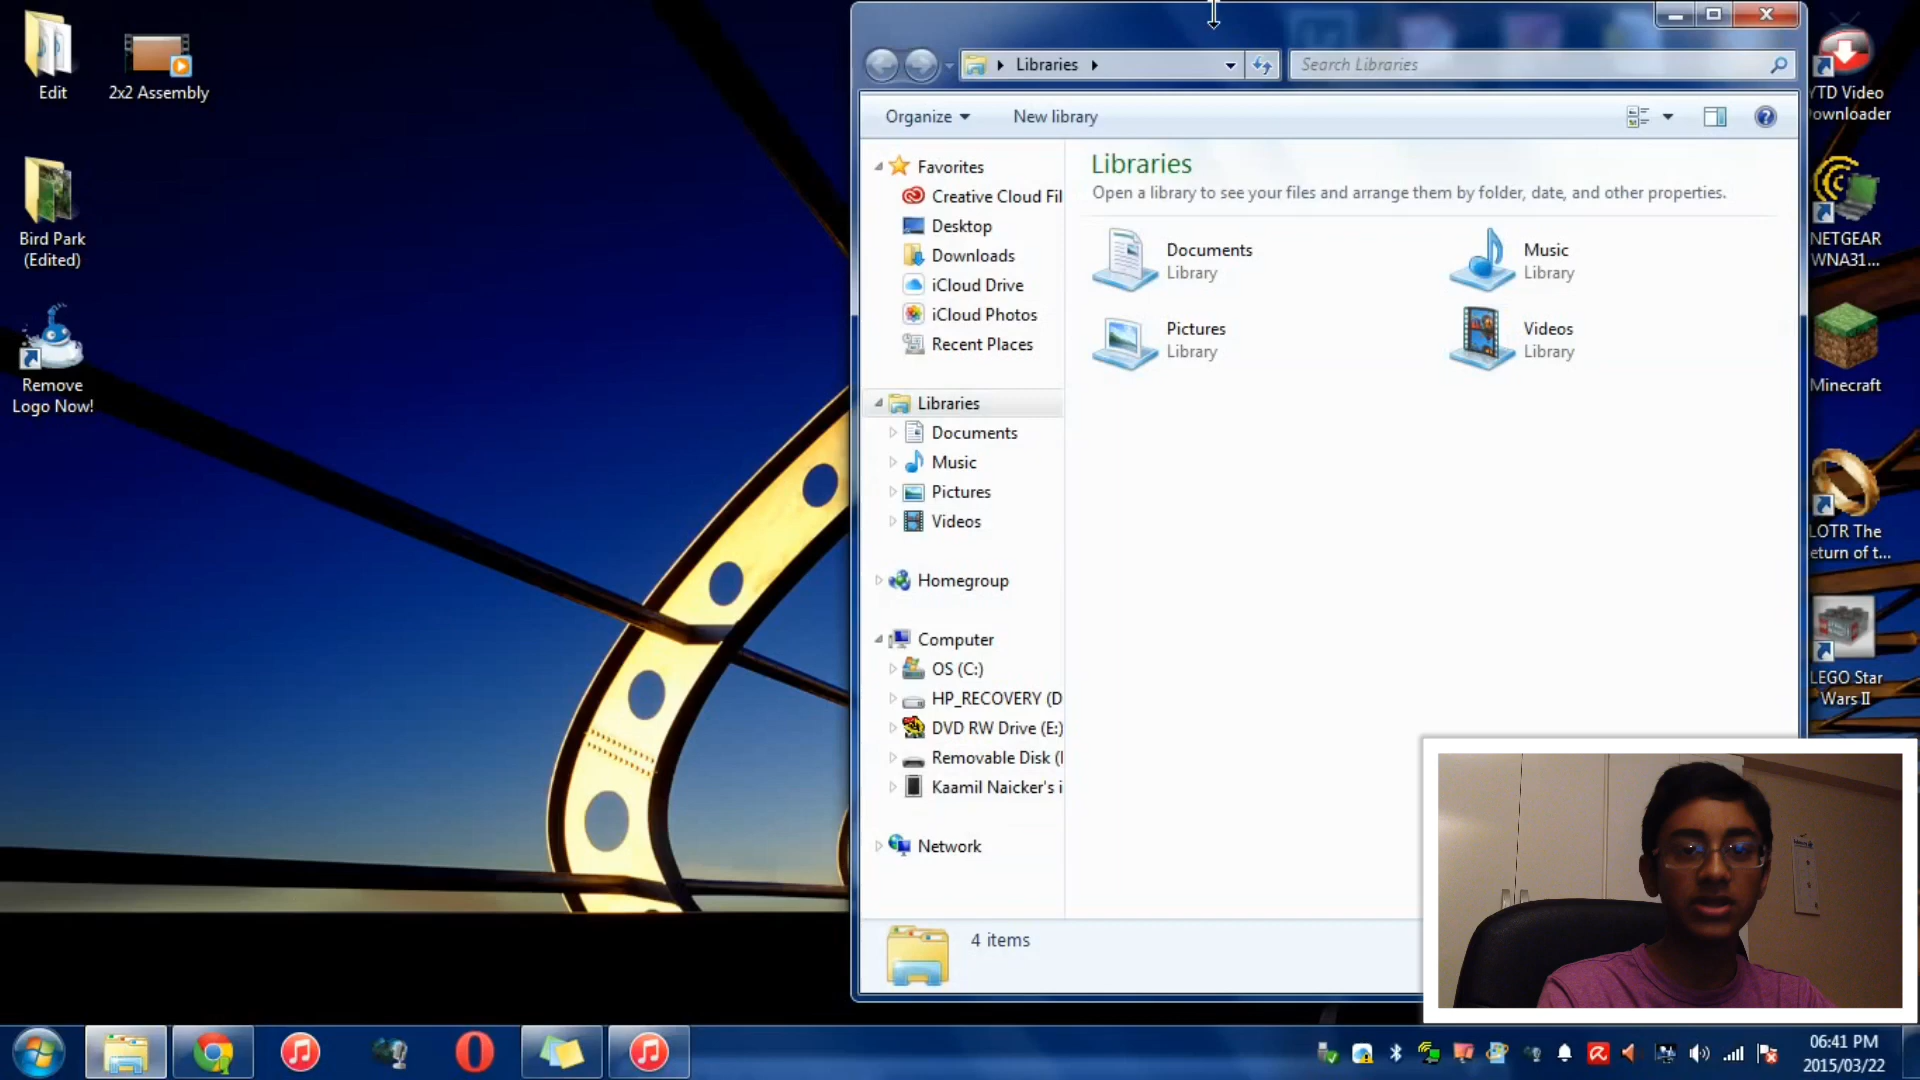 Edit
2x2 Assembly
Bird Park
(Edited)
Remove
Logo Now!
Libraries
Search Libraries
Organize
New library
Favorites
Creative Cloud Fil
Desktop
Downloads
iCloud Drive
iCloud Photos
Recent Places
Libraries
Documents
Music
Pictures
Videos
Homegroup
Computer
OS (C:)
HP_RECOVERY (D
DVD RW Drive (E:)
Removable Disk (
Kaamil Naicker's i
Network
Libraries
Open a library to see your files and arrange them by folder, date, and other properties.
Documents
Library
Music
Library
Pictures
Library
Videos
Library
4 items
YTD Video
Downloader
NETGEAR
WNA31...
Minecraft
LOTR The
eturn of t...
LEGO Star
Wars II
06:41 PM
2015/03/22